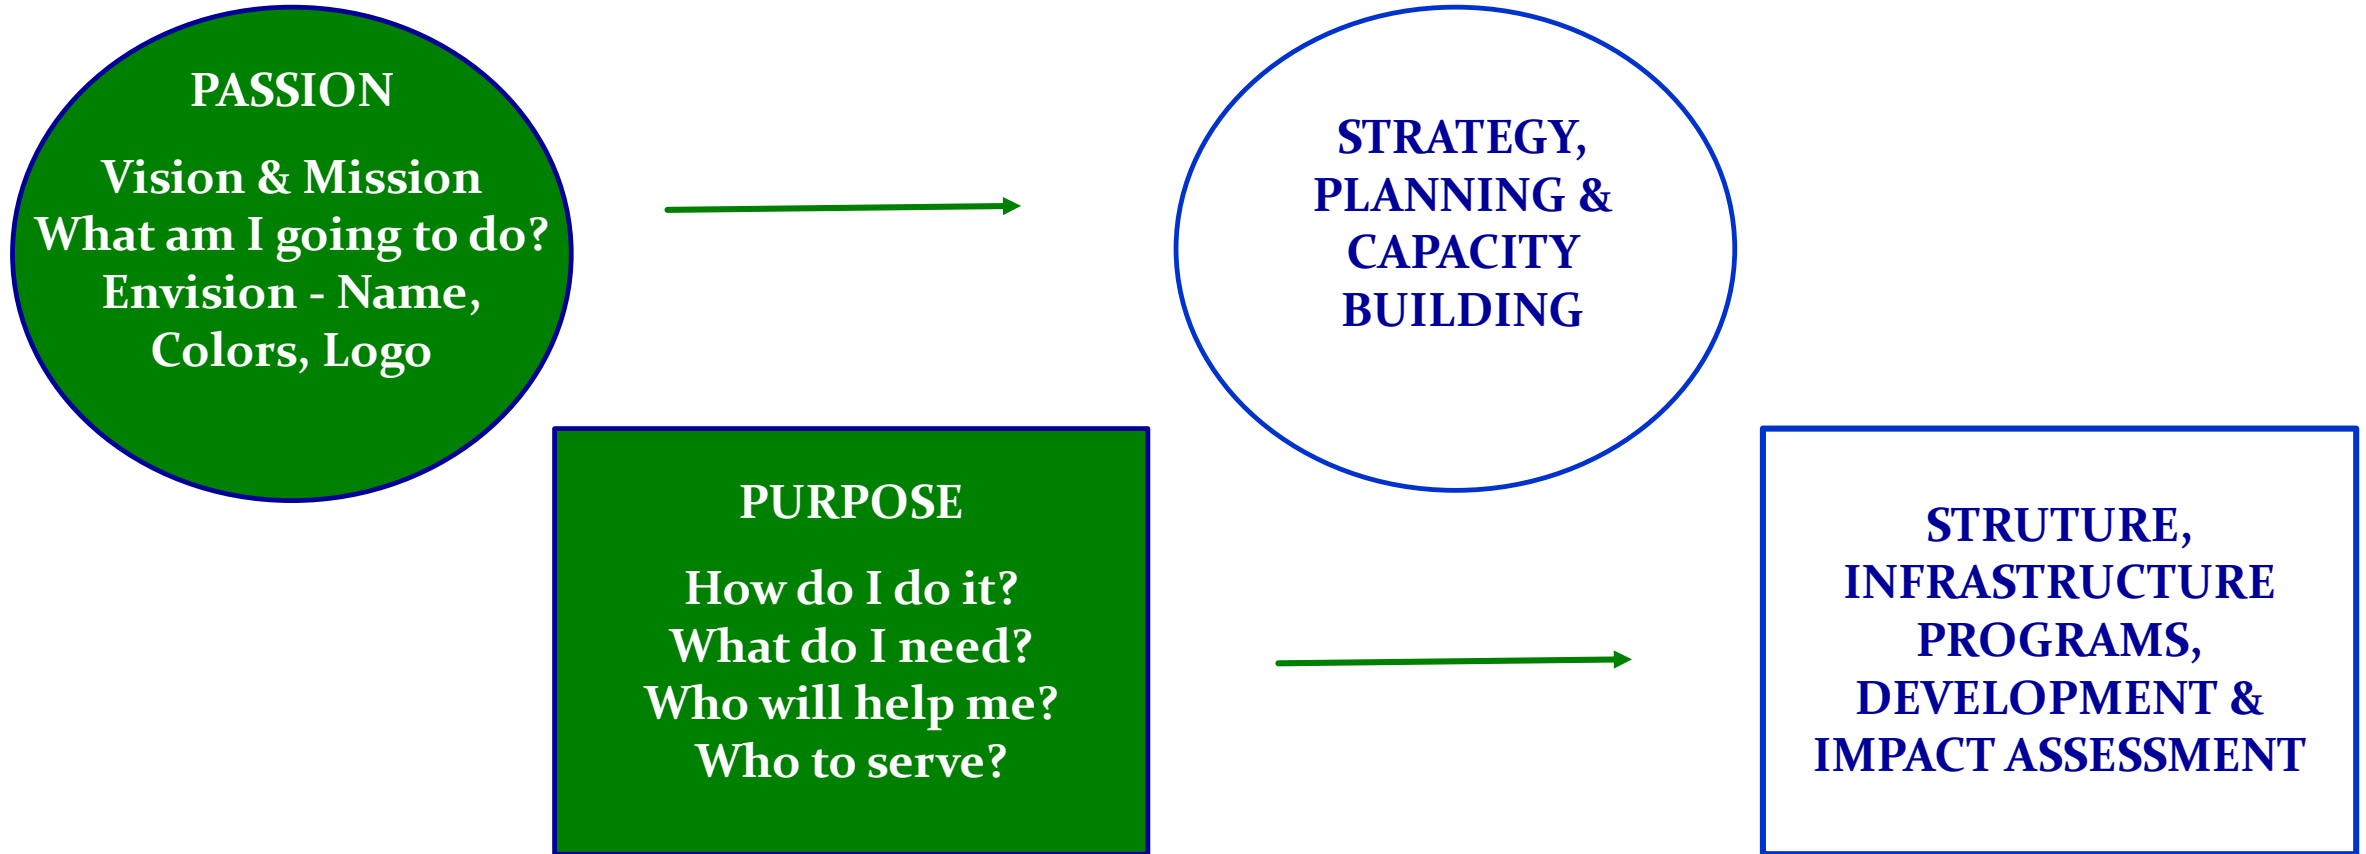 PASSION
Vision & Mission
What am I going to do?
Envision - Name,
Colors, Logo
STRATEGY,
PLANNING &
CAPACITY
BUILDING
PURPOSE
How do I do it?
What do I need?
Who will help me?
Who to serve?
STRUTURE,
INFRASTRUCTURE
PROGRAMS,
DEVELOPMENT &
IMPACT ASSESSMENT